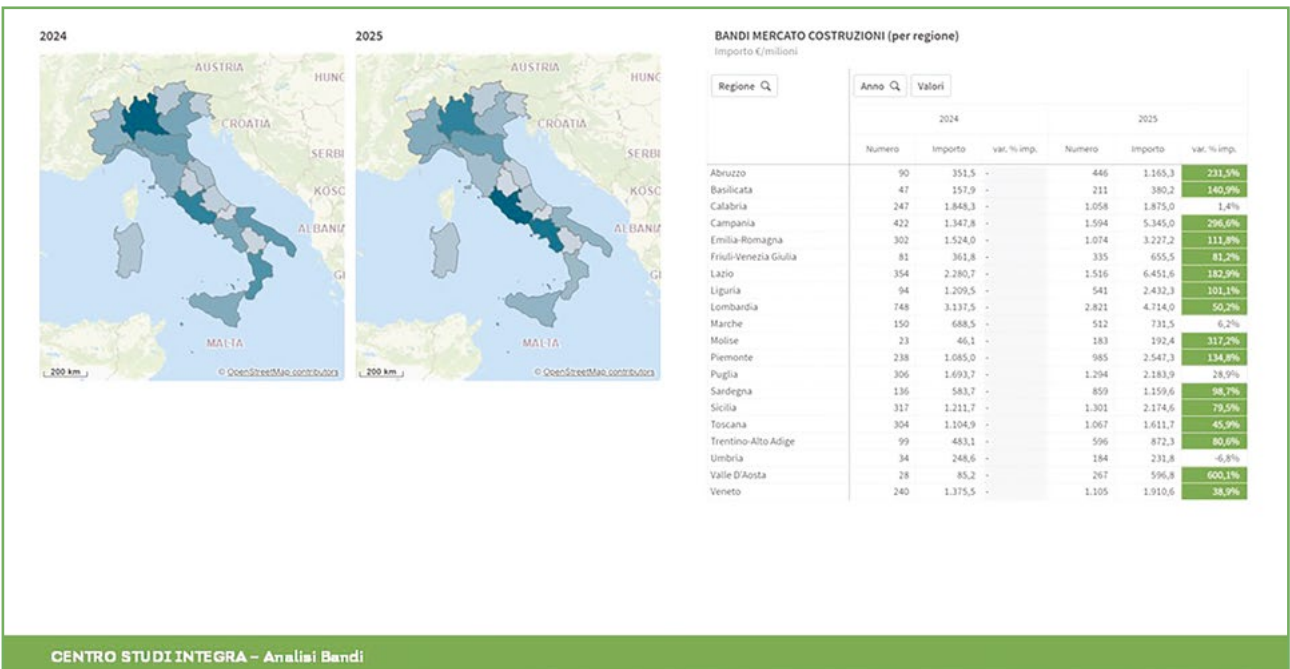 2024
2025
AUSTRIA
HUNG
CROATIA
SERBI
KOSC
ALBANIA
GI
MALTA
200 km
© OpenStreetMap contributors
AUSTRIA
HUNG
CROATIA
SERBI
KOSC
ALBANIA
GI
MALTA
200 km
© OpenStreetMap contributors
BANDI MERCATO COSTRUZIONI (per regione)
Importo €/milioni
Regione Anno Valori
2024 2025
Numero Importo var. % imp. Numero Importo var. % imp.
Abruzzo 90 351,5 - 446 1.165,3 231,5%
Basilicata 47 157,9 - 211 380,2 140,9%
Calabria 247 1.848,3 - 1.058 1.875,0 1,4%
Campania 422 1.347,8 - 1.594 5.345,0 296,6%
Emilia-Romagna 302 1.524,0 - 1.074 3.227,2 111,8%
Friuli-Venezia Giulia 81 361,8 - 335 655,5 81,2%
Lazio 354 2.280,7 - 1.516 6.451,6 182,9%
Liguria 94 1.209,5 - 541 2.432,3 101,1%
Lombardia 748 3.137,5 - 2.821 4.714,0 50,2%
Marche 150 688,5 - 512 731,5 6,2%
Molise 23 46,1 - 183 192,4 317,2%
Piemonte 238 1.085,0 - 985 2.547,3 134,8%
Puglia 306 1.693,7 - 1.294 2.183,9 28,9%
Sardegna 136 583,7 - 859 1.159,6 98,7%
Sicilia 317 1.211,7 - 1.301 2.174,6 79,5%
Toscana 304 1.104,9 - 1.067 1.611,7 45,9%
Trentino-Alto Adige 99 483,1 - 596 872,3 80,6%
Umbria 34 248,6 - 184 231,8 -6,8%
Valle D'Aosta 28 85,2 - 267 596,8 600,1%
Veneto 240 1.375,5 - 1.105 1.910,6 38,9%
CENTRO STUDI INTEGRA – Analisi Bandi